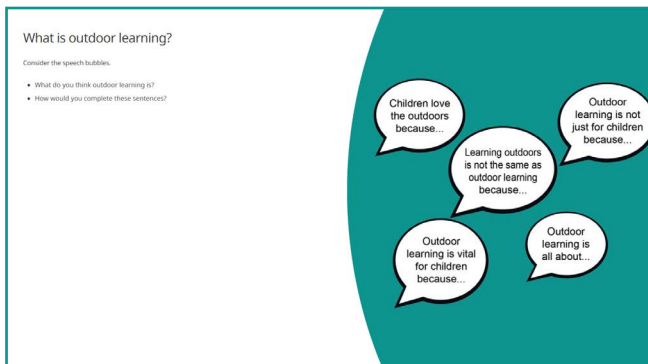 What is outdoor learning?
Consider the speech bubbles.
• What do you think outdoor learning is?
• How would you complete these sentences?
Children love
the outdoors
because...
Outdoor
learning is not
just for children
because...
Learning outdoors
is not the same as
outdoor learning
because...
Outdoor
learning is vital
for children
because...
Outdoor
learning is
all about...